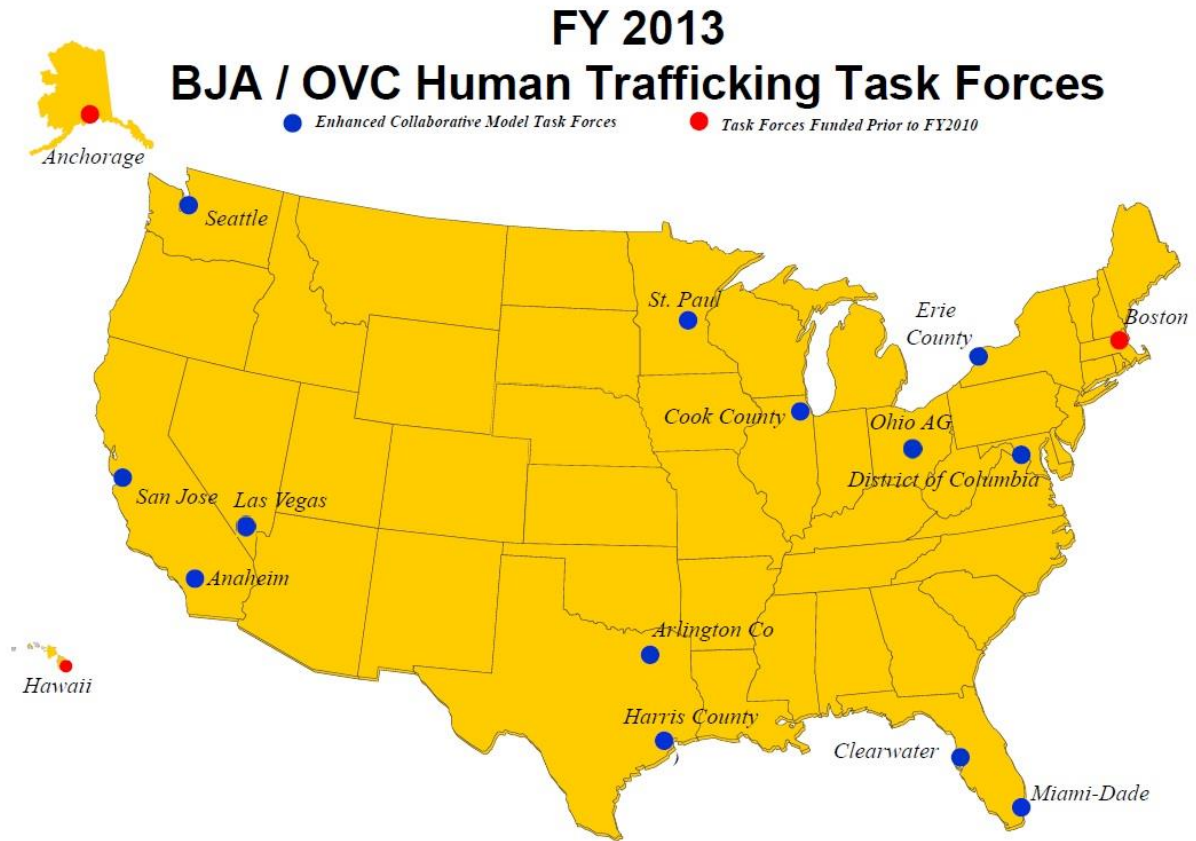 FY 2013
BJA / OVC Human Trafficking Task Forces
Enhanced Collaborative Model Task Forces
Task Forces Funded Prior to FY2010
Anchorage
Seattle
St. Paul
Erie
County
Boston
Cook County
Ohio AG
District of Columbia
San Jose
Las Vegas
Anaheim
Arlington Co
Hawaii
Harris County
)
Clearwater
Miami-Dade